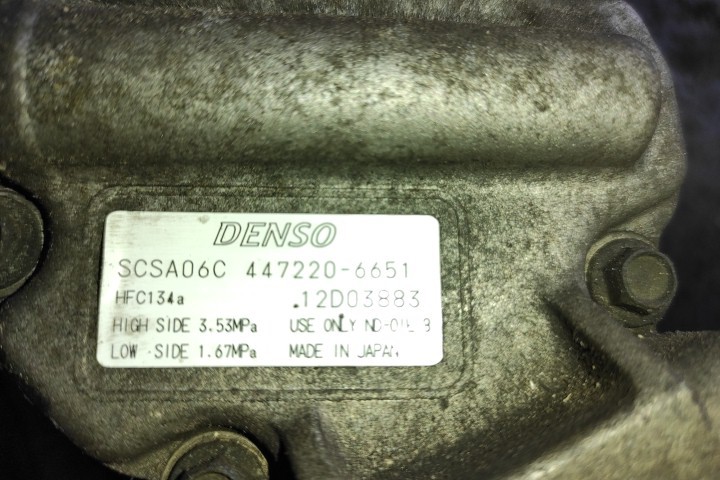 DENSO
SCSA06C 447220-6651
HFC134a .12D03883
HIGH SIDE 3.53MPa USE ONLY ND-OIL 8
LOW SIDE 1.67MPa MADE IN JAPAN